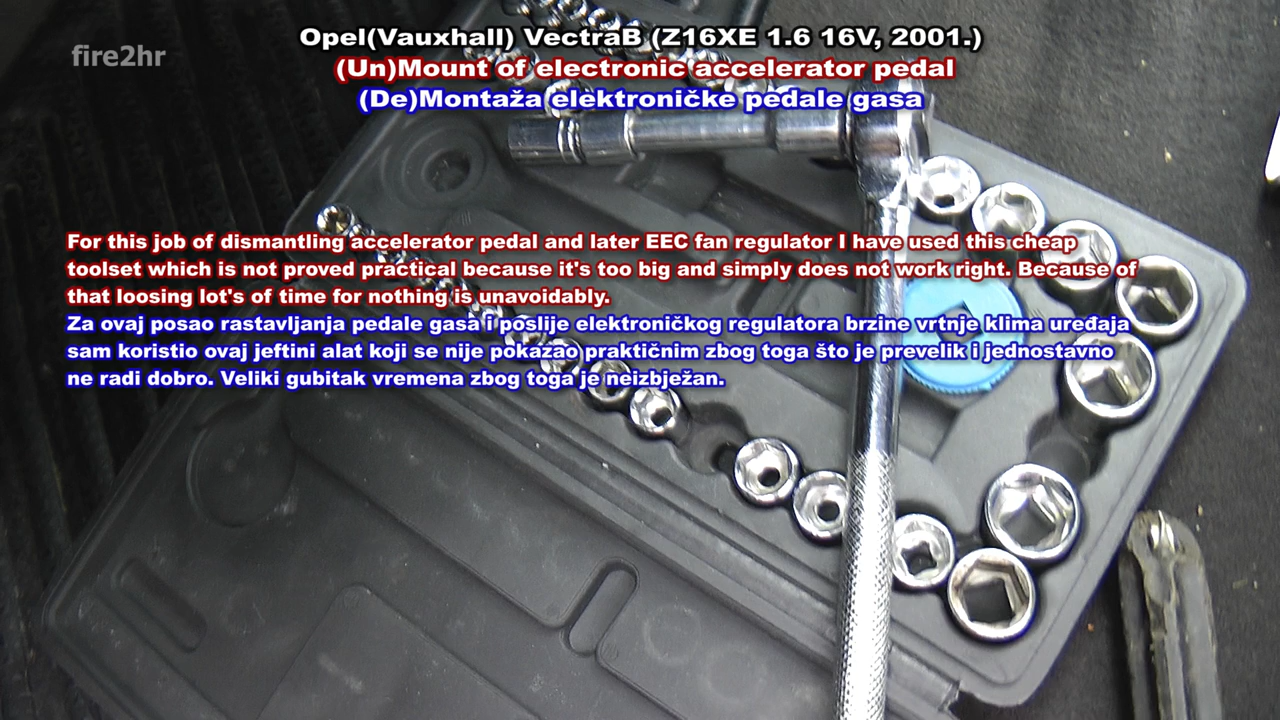 fire2hr
Opel(Vauxhall) VectraB (Z16XE 1.6 16V, 2001.)
(Un)Mount of electronic accelerator pedal
(De)Montaža elektroničke pedale gasa
For this job of dismantling accelerator pedal and later EEC fan regulator I have used this cheap
toolset which is not proved practical because it's too big and simply does not work right. Because of
that loosing lot's of time for nothing is unavoidably.
Za ovaj posao rastavljanja pedale gasa i poslije elektroničkog regulatora brzine vrtnje klima uređaja
sam koristio ovaj jeftini alat koji se nije pokazao praktičnim zbog toga što je prevelik i jednostavno
ne radi dobro. Veliki gubitak vremena zbog toga je neizbježan.